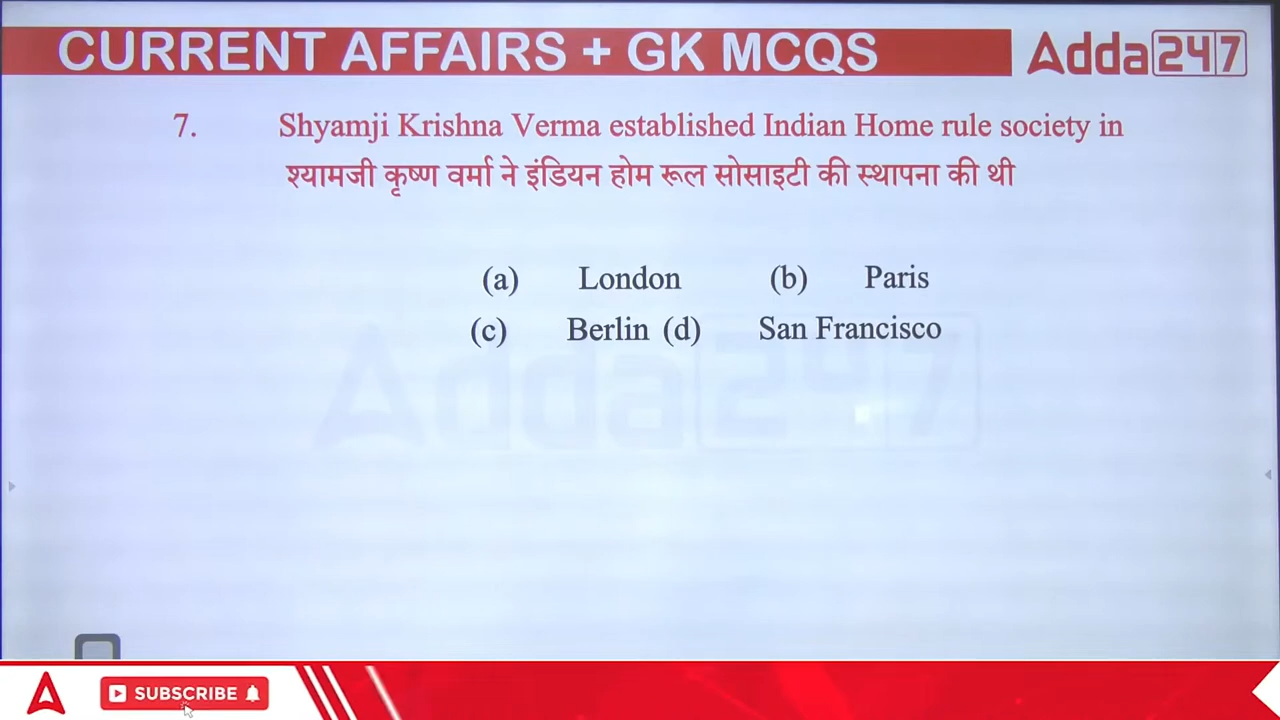 CURRENT AFFAIRS + GK MCQS
Adda247
7. Shyamji Krishna Verma established Indian Home rule society in
श्यामजी कृष्ण वर्मा ने इंडियन होम रूल सोसाइटी की स्थापना की थी
(a) London (b) Paris
(c) Berlin (d) San Francisco
Adda247
SUBSCRIBE